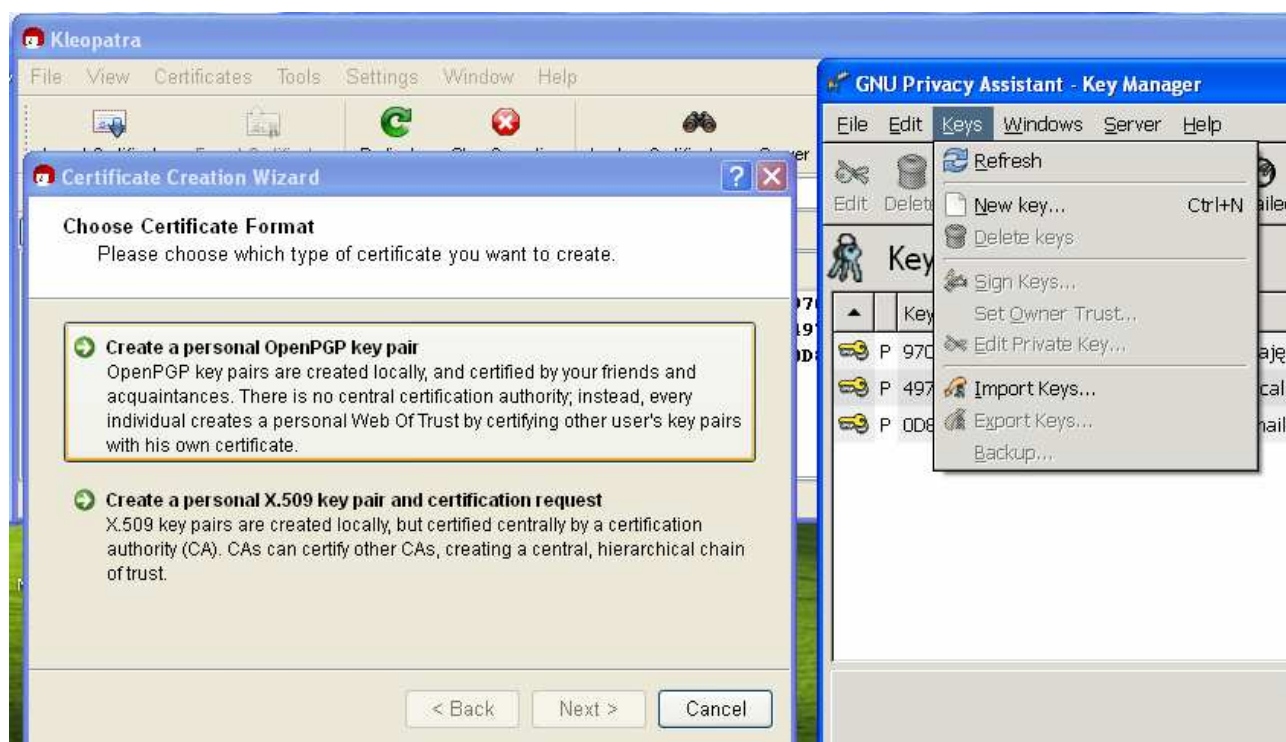 Kleopatra
File View Certificates Tools Settings Window Help
Certificate Creation Wizard
Choose Certificate Format
Please choose which type of certificate you want to create.
Create a personal OpenPGP key pair
OpenPGP key pairs are created locally, and certified by your friends and
acquaintances. There is no central certification authority; instead, every
individual creates a personal Web Of Trust by certifying other user's key pairs
with his own certificate.
Create a personal X.509 key pair and certification request
X.509 key pairs are created locally, but certified centrally by a certification
authority (CA). CAs can certify other CAs, creating a central, hierarchical chain
of trust.
< Back Next > Cancel
GNU Privacy Assistant - Key Manager
File Edit Keys Windows Server Help
Edit Delete
Refresh
New key... Ctrl+N
Delete keys
Sign Keys...
Set Owner Trust...
Edit Private Key...
Import Keys...
Export Keys...
Backup...
Key
Key
P 970
P 497
P 0D8